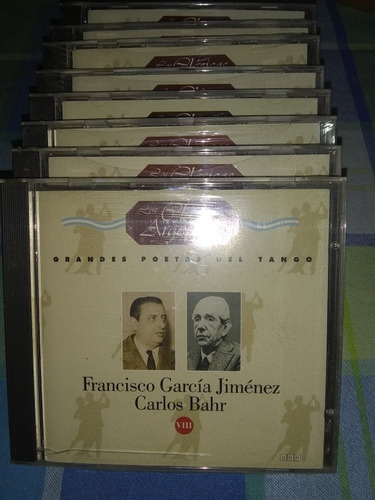 Los Clásicos
Argentinos
GRANDES POETAS DEL TANGO
Francisco García Jiménez
Carlos Bahr
VIII